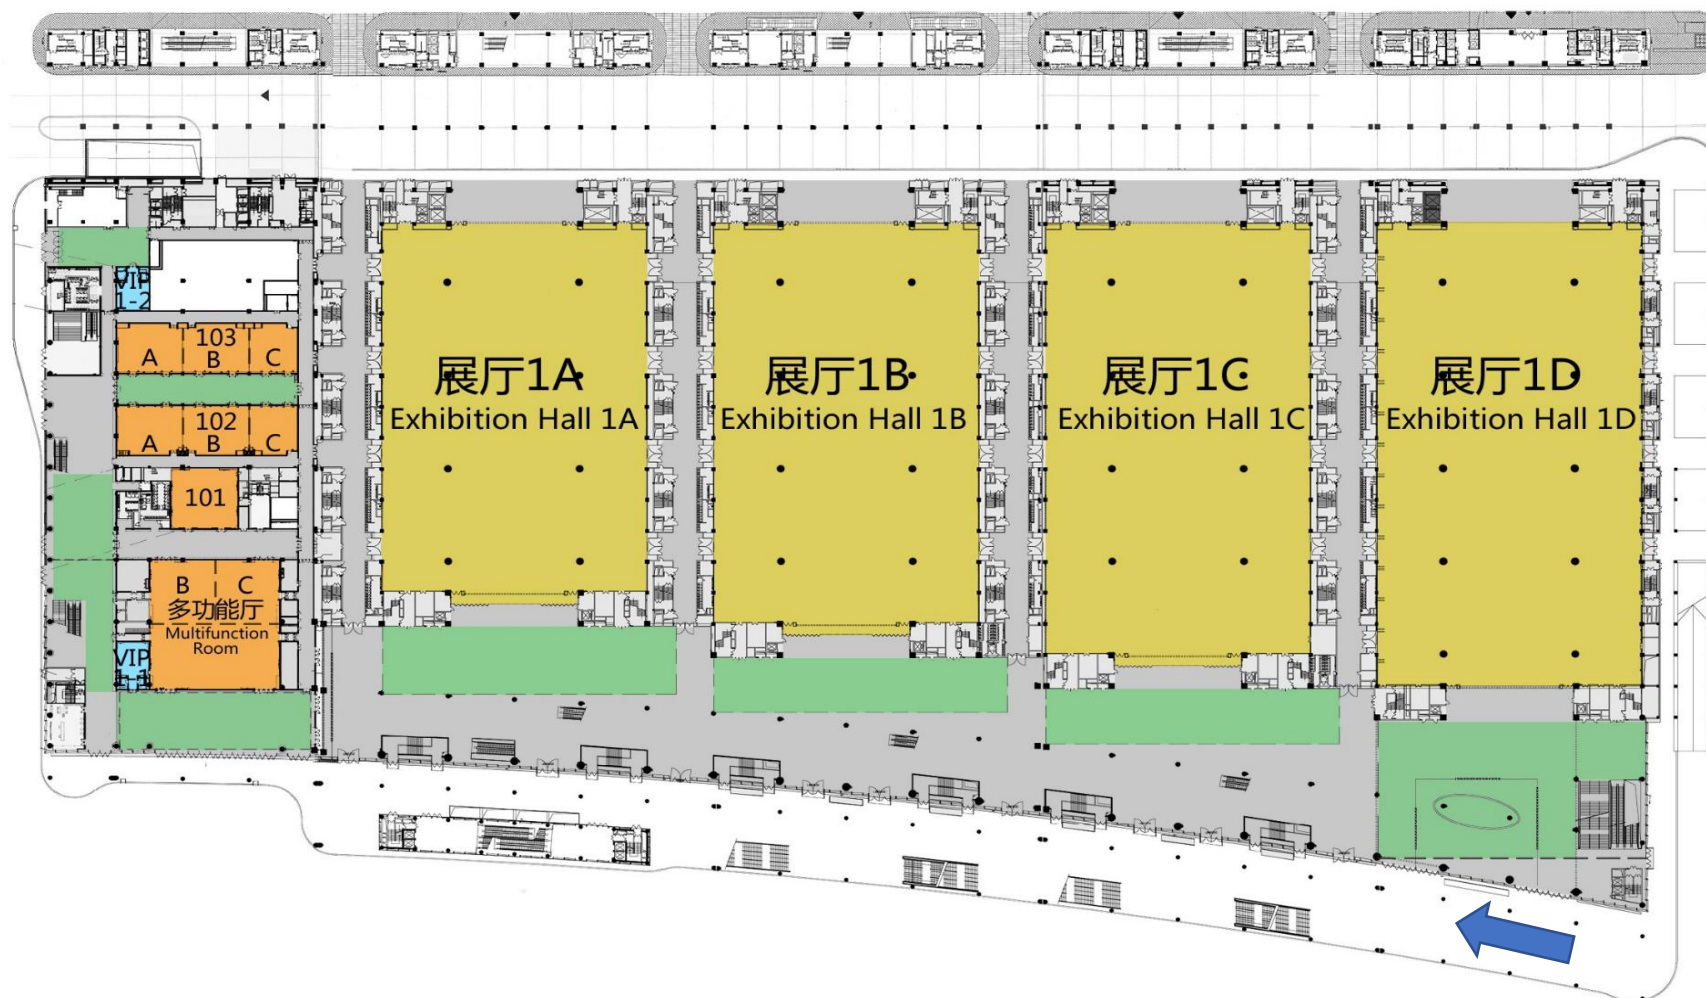 VIP
1-2
103
A
B
C
102
A
B
C
101
B
C
多功能厅
Multifunction
Room
VIP
1-1
展厅1A
Exhibition Hall 1A
展厅1B
Exhibition Hall 1B
展厅1C
Exhibition Hall 1C
展厅1D
Exhibition Hall 1D